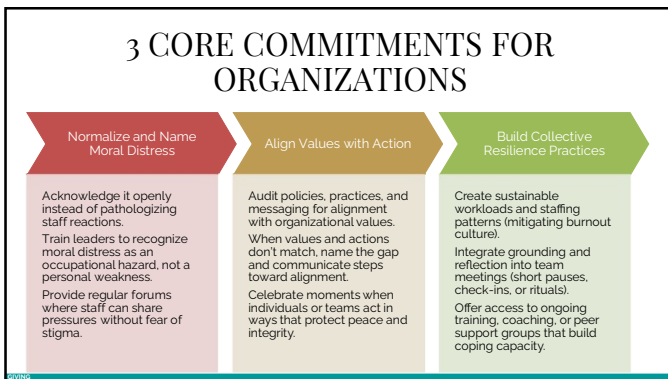 3 CORE COMMITMENTS FOR
ORGANIZATIONS
Normalize and Name
Moral Distress
Acknowledge it openly
instead of pathologizing
staff reactions.
Train leaders to recognize
moral distress as an
occupational hazard, not a
personal weakness.
Provide regular forums
where staff can share
pressures without fear of
stigma.
Align Values with Action
Audit policies, practices, and
messaging for alignment
with organizational values.
When values and actions
don't match, name the gap
and communicate steps
toward alignment.
Celebrate moments when
individuals or teams act in
ways that protect peace and
integrity.
Build Collective
Resilience Practices
Create sustainable
workloads and staffing
patterns (mitigating burnout
culture).
Integrate grounding and
reflection into team
meetings (short pauses,
check-ins, or rituals).
Offer access to ongoing
training, coaching, or peer
support groups that build
coping capacity.
GIVING